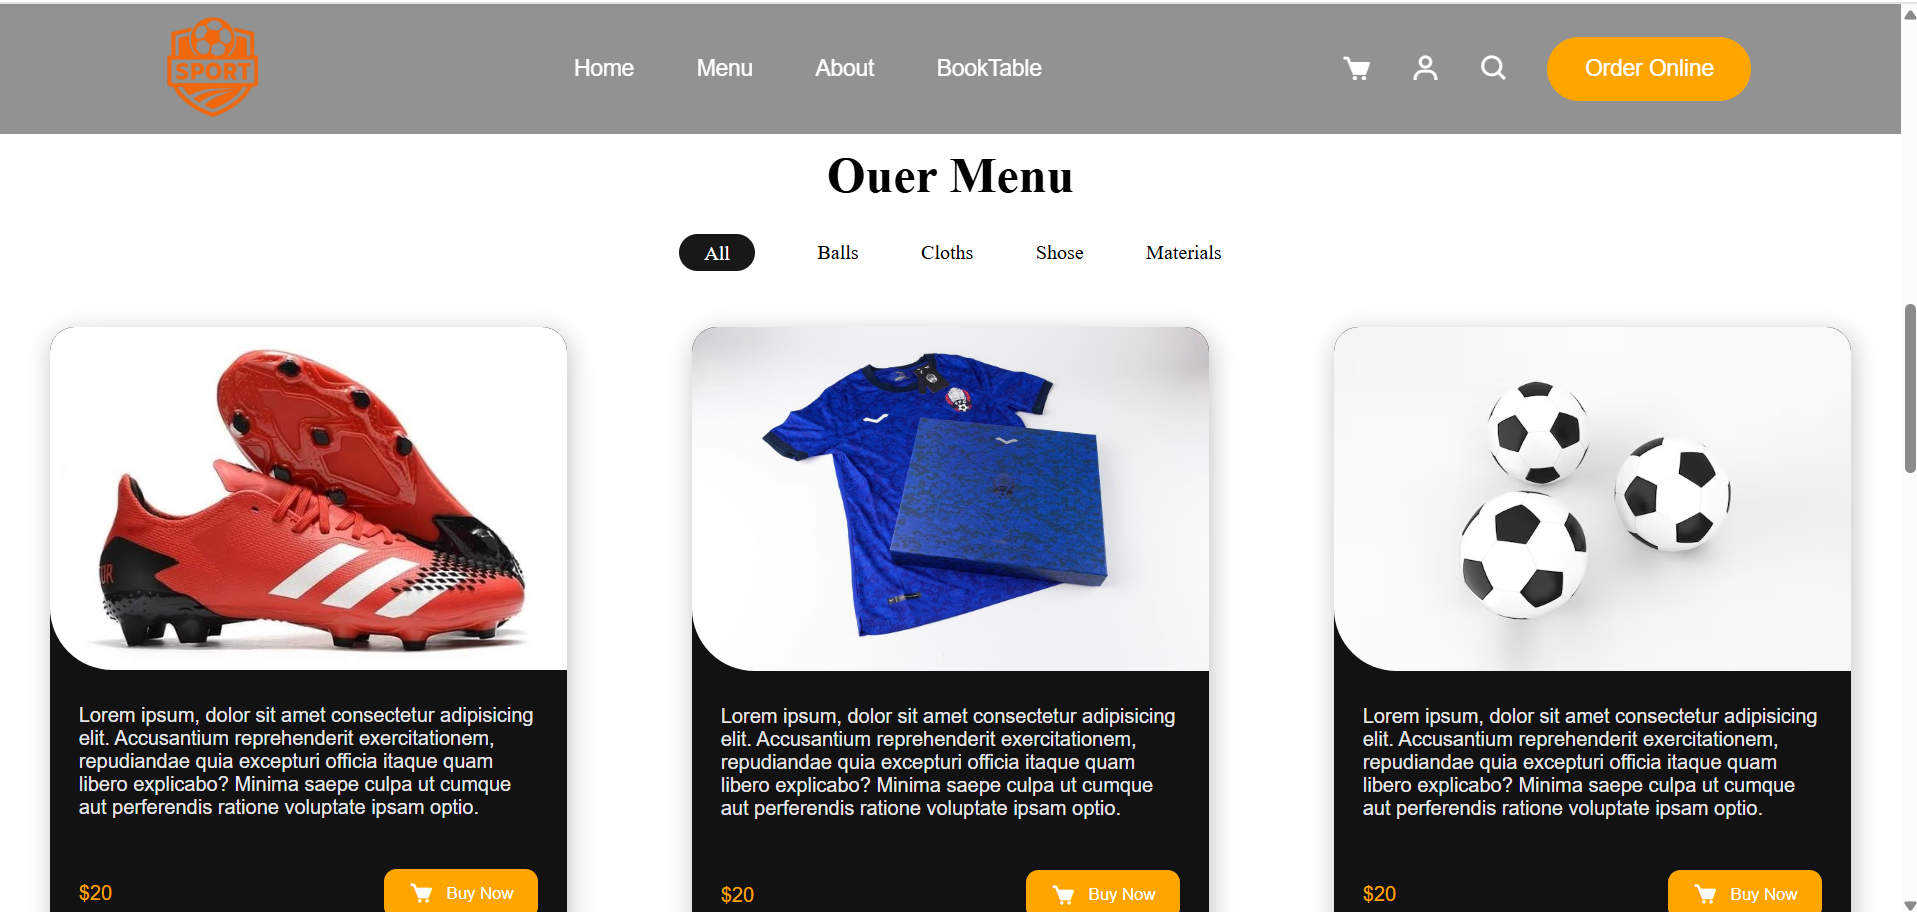 SPORT
Home
Menu
About
BookTable
Order Online
Ouer Menu
All
Balls
Cloths
Shose
Materials
Lorem ipsum, dolor sit amet consectetur adipisicing
elit. Accusantium reprehenderit exercitationem,
repudiandae quia excepturi officia itaque quam
libero explicabo? Minima saepe culpa ut cumque
aut perferendis ratione voluptate ipsam optio.
$20
Buy Now
Lorem ipsum, dolor sit amet consectetur adipisicing
elit. Accusantium reprehenderit exercitationem,
repudiandae quia excepturi officia itaque quam
libero explicabo? Minima saepe culpa ut cumque
aut perferendis ratione voluptate ipsam optio.
$20
Buy Now
Lorem ipsum, dolor sit amet consectetur adipisicing
elit. Accusantium reprehenderit exercitationem,
repudiandae quia excepturi officia itaque quam
libero explicabo? Minima saepe culpa ut cumque
aut perferendis ratione voluptate ipsam optio.
$20
Buy Now